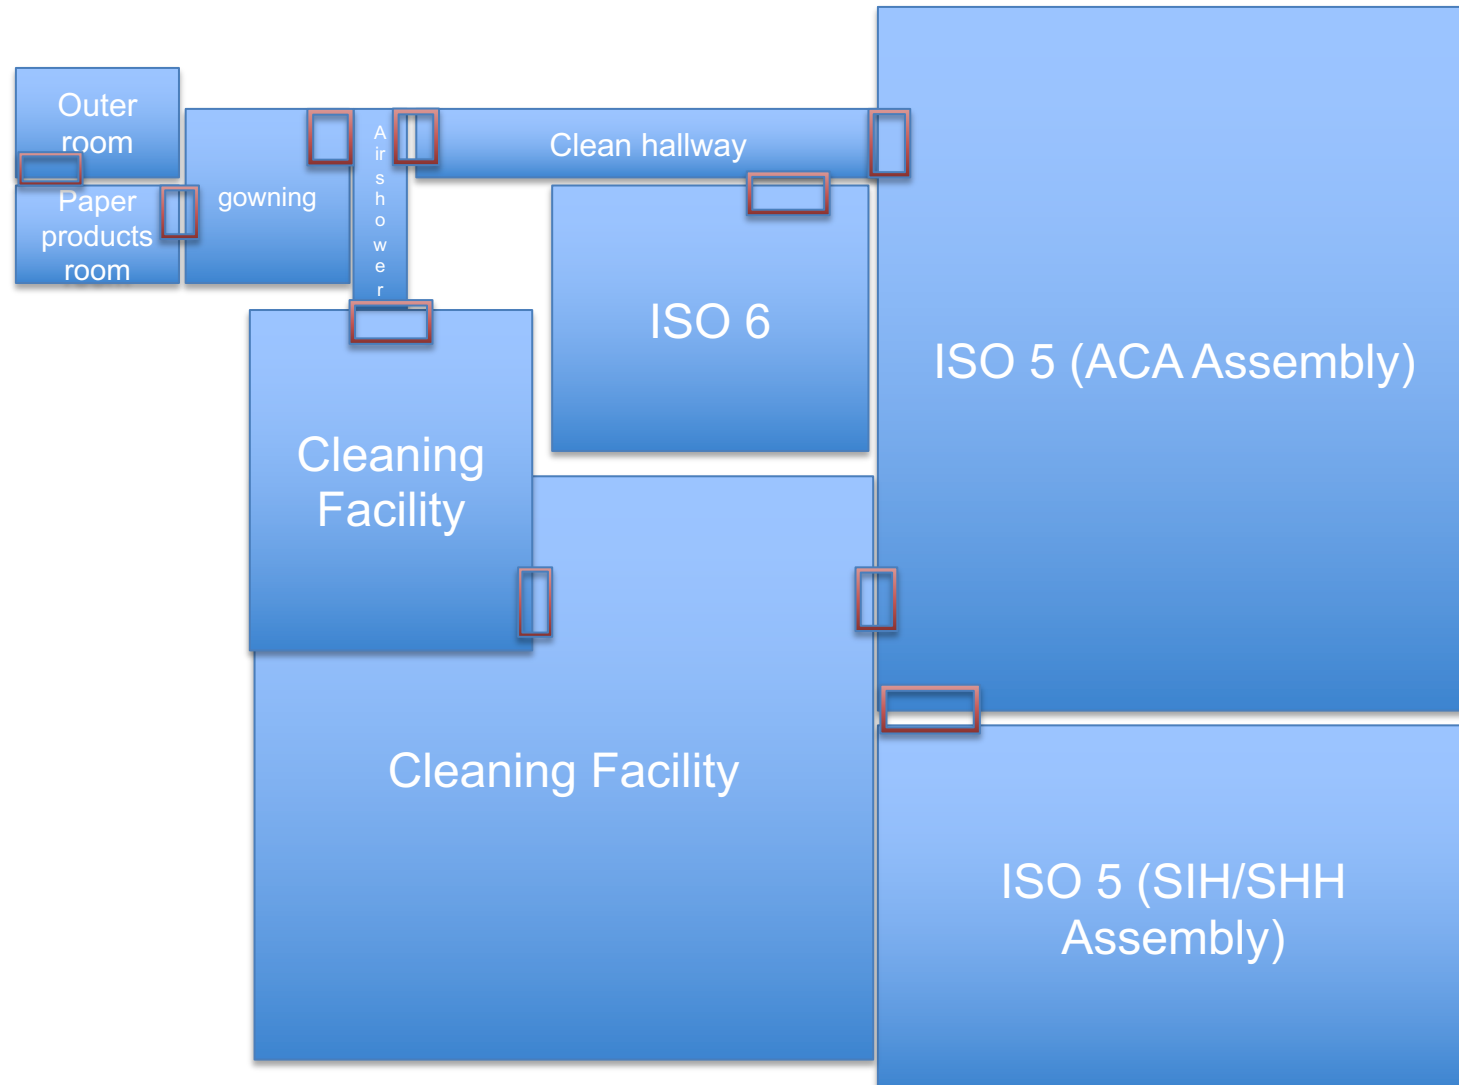 Outer
room
Paper
products
room
gowning
A
ir
s
h
o
w
e
r
Clean hallway
ISO 6
ISO 5 (ACA Assembly)
Cleaning
Facility
Cleaning Facility
ISO 5 (SIH/SHH
Assembly)